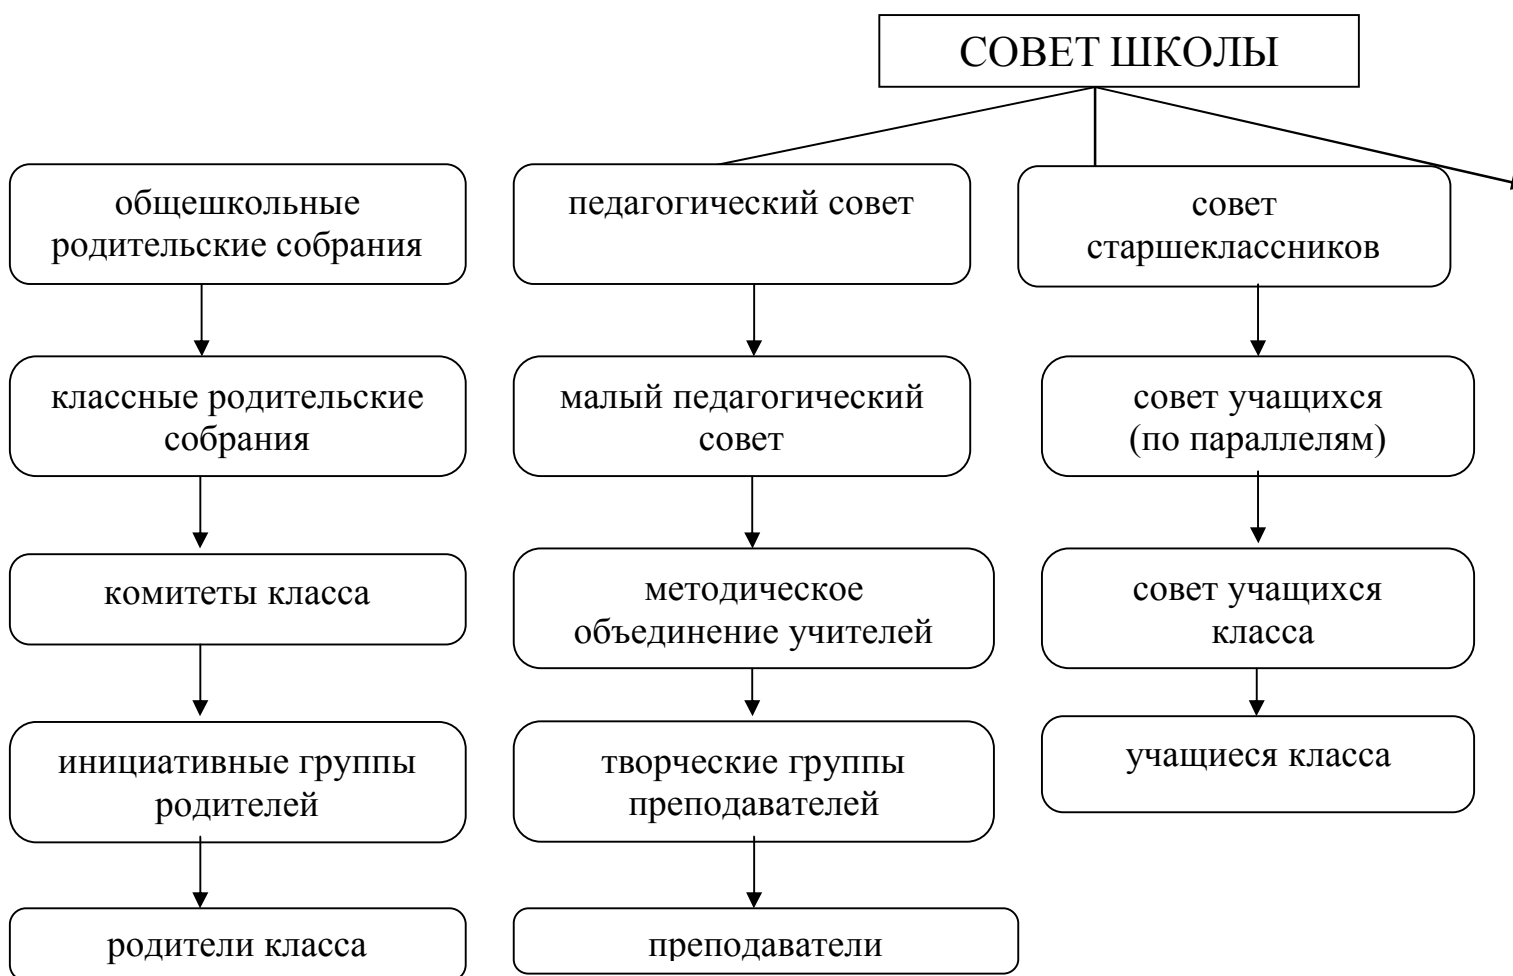 СОВЕТ ШКОЛЫ
общешкольные
родительские собрания
педагогический совет
совет
старшеклассников
классные родительские
собрания
малый педагогический
совет
совет учащихся
(по параллелям)
комитеты класса
методическое
объединение учителей
совет учащихся
класса
инициативные группы
родителей
творческие группы
преподавателей
учащиеся класса
родители класса
преподаватели